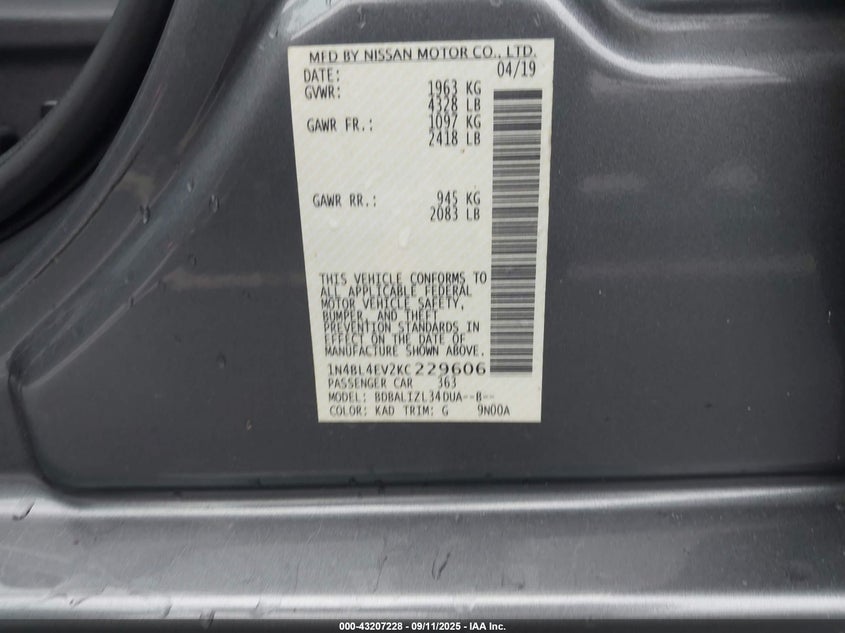 MFD BY NISSAN MOTOR CO., LTD.
DATE: 04/19
GVWR: 1963 KG
4328 LB
GAWR FR.: 1097 KG
2418 LB
GAWR RR.: 945 KG
2083 LB
THIS VEHICLE CONFORMS TO
ALL APPLICABLE FEDERAL
MOTOR VEHICLE SAFETY,
BUMPER, AND THEFT
PREVENTION STANDARDS IN
EFFECT ON THE DATE OF
MANUFACTURE SHOWN ABOVE.
1N4BL4EV2KC229606
PASSENGER CAR 363
MODEL: BDBALIZL34DUA--B--
COLOR: KAD TRIM: G 9N00A
000-43207228 - 09/11/2025 - IAA Inc.